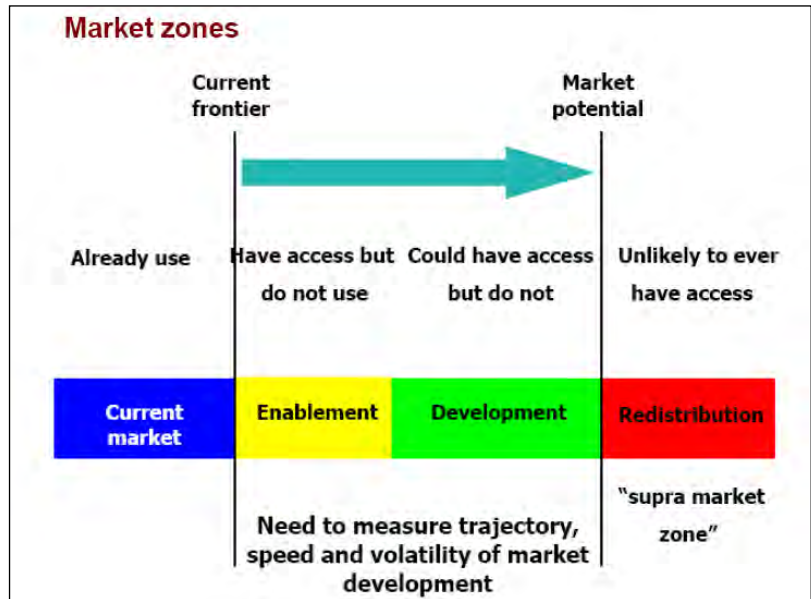 Market zones
Current
frontier
Market
potential
Already use
Have access but
do not use
Could have access
but do not
Unlikely to ever
have access
Current
market
Enablement
Development
Redistribution
Need to measure trajectory,
speed and volatility of market
development
“supra market
zone”